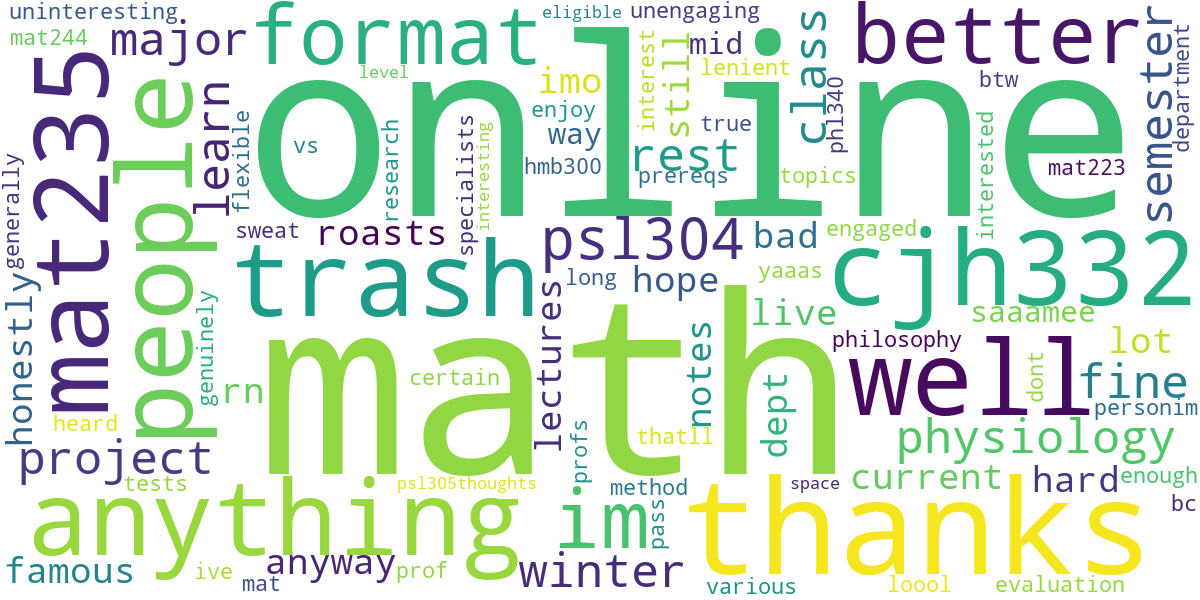 uninteresting
mat244
major
format
online
eligible
unengaging
better
mid
imo
still
interest
lenient
class
btw
semester
department
level
mat235
people
learn
flexible
vs
research
enjoy
way
rest
true
phl340
prereqs
topics
interested
mat223
hmb300
specialists
interesting
generally
sweat
roasts
psl304
bad
engaged
cjh332
trash
long
hope
yaaas
live
saaamee
honestly
genuinely
math
lectures
notes
philosophy
lot
well
dont
fine
personim
rn
certain
dept
heard
thatll
physiology
project
profs
tests
psl305thoughts
method
space
current
hard
enough
bc
anything
im
pass
thanks
famous
ive
mat
anyway
prof
winter
various
loool
evaluation